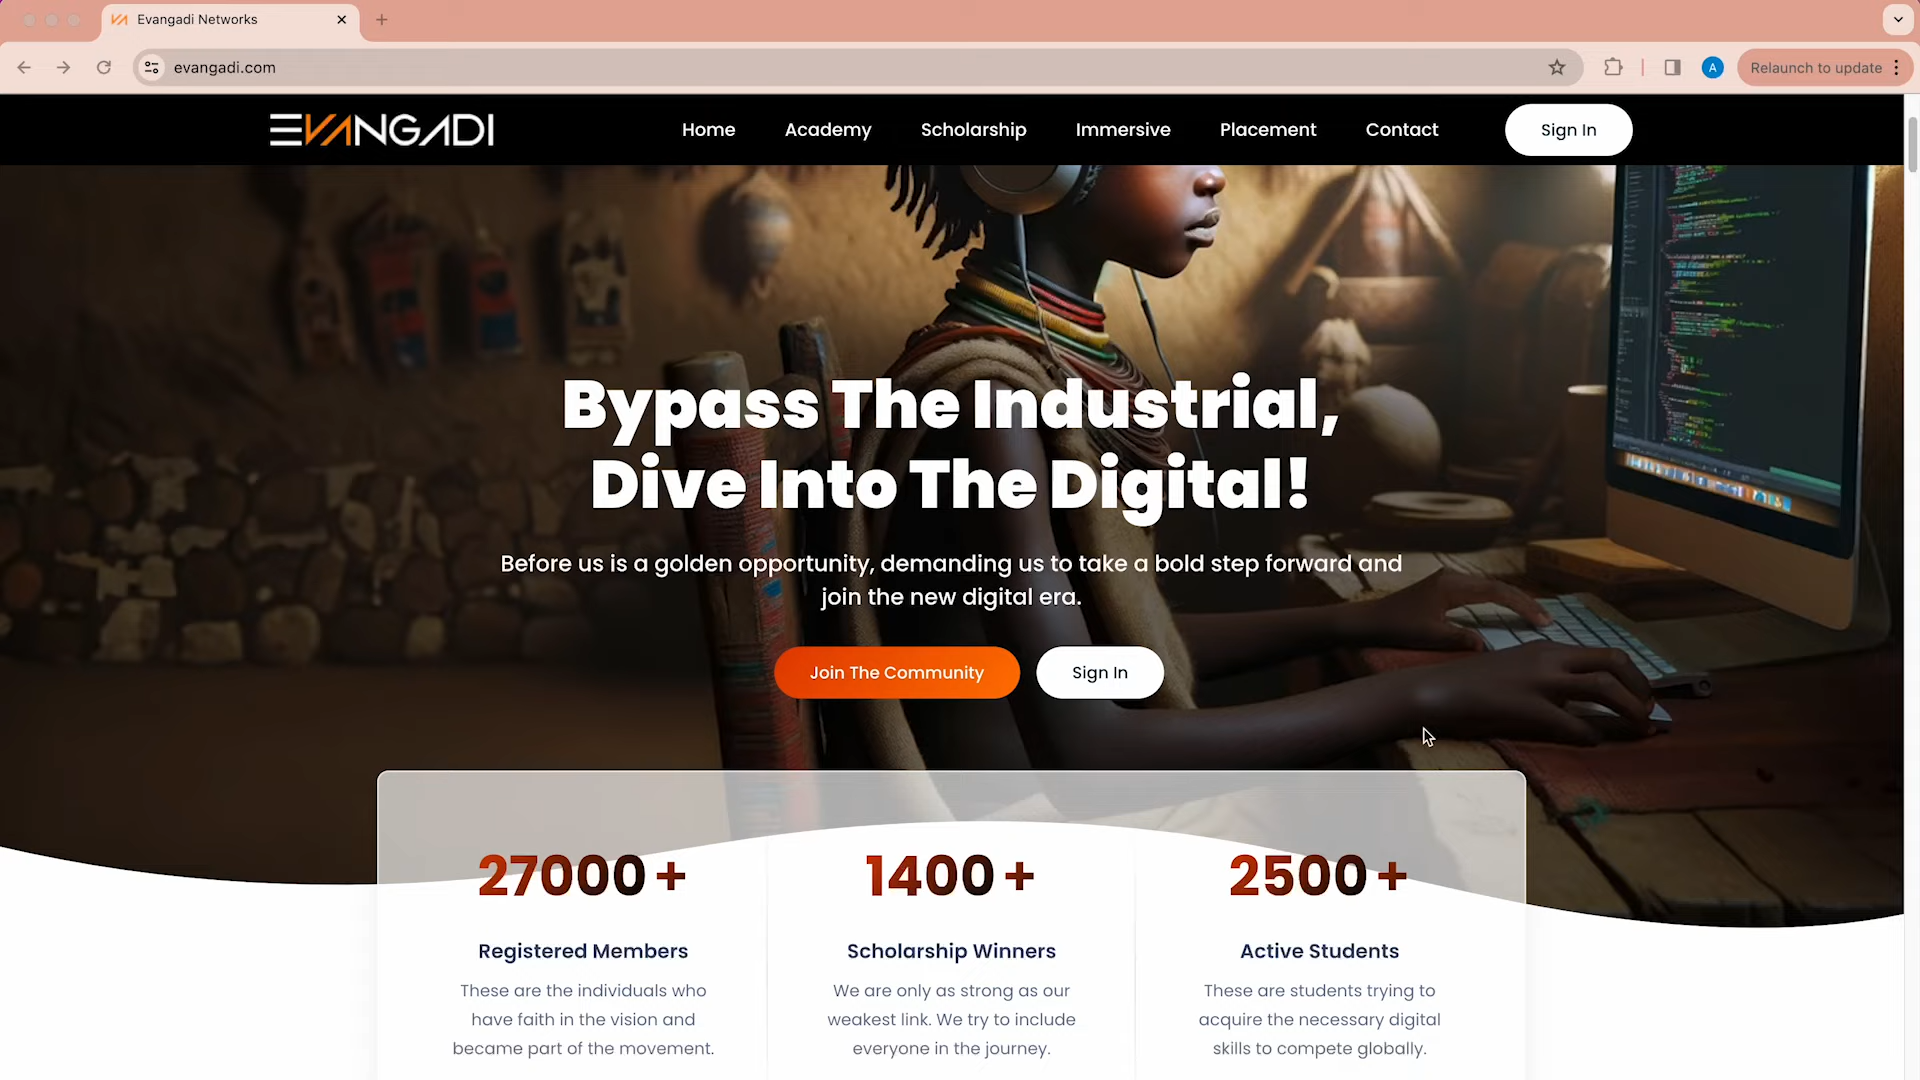 Evangadi Networks
evangadi.com
A
Relaunch to update
EVANGADI
Home
Academy
Scholarship
Immersive
Placement
Contact
Sign In
Bypass The Industrial,
Dive Into The Digital!
Before us is a golden opportunity, demanding us to take a bold step forward and
join the new digital era.
Join The Community
Sign In
27000+
Registered Members
These are the individuals who
have faith in the vision and
became part of the movement.
1400+
Scholarship Winners
We are only as strong as our
weakest link. We try to include
everyone in the journey.
2500+
Active Students
These are students trying to
acquire the necessary digital
skills to compete globally.